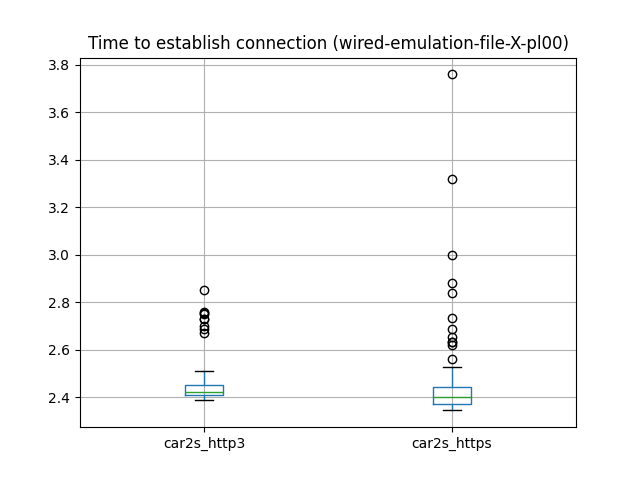 Time to establish connection (wired-emulation-file-X-pl00)
3.8
3.6
3.4
3.2
3.0
2.8
2.6
2.4
car2s_http3
car2s_https